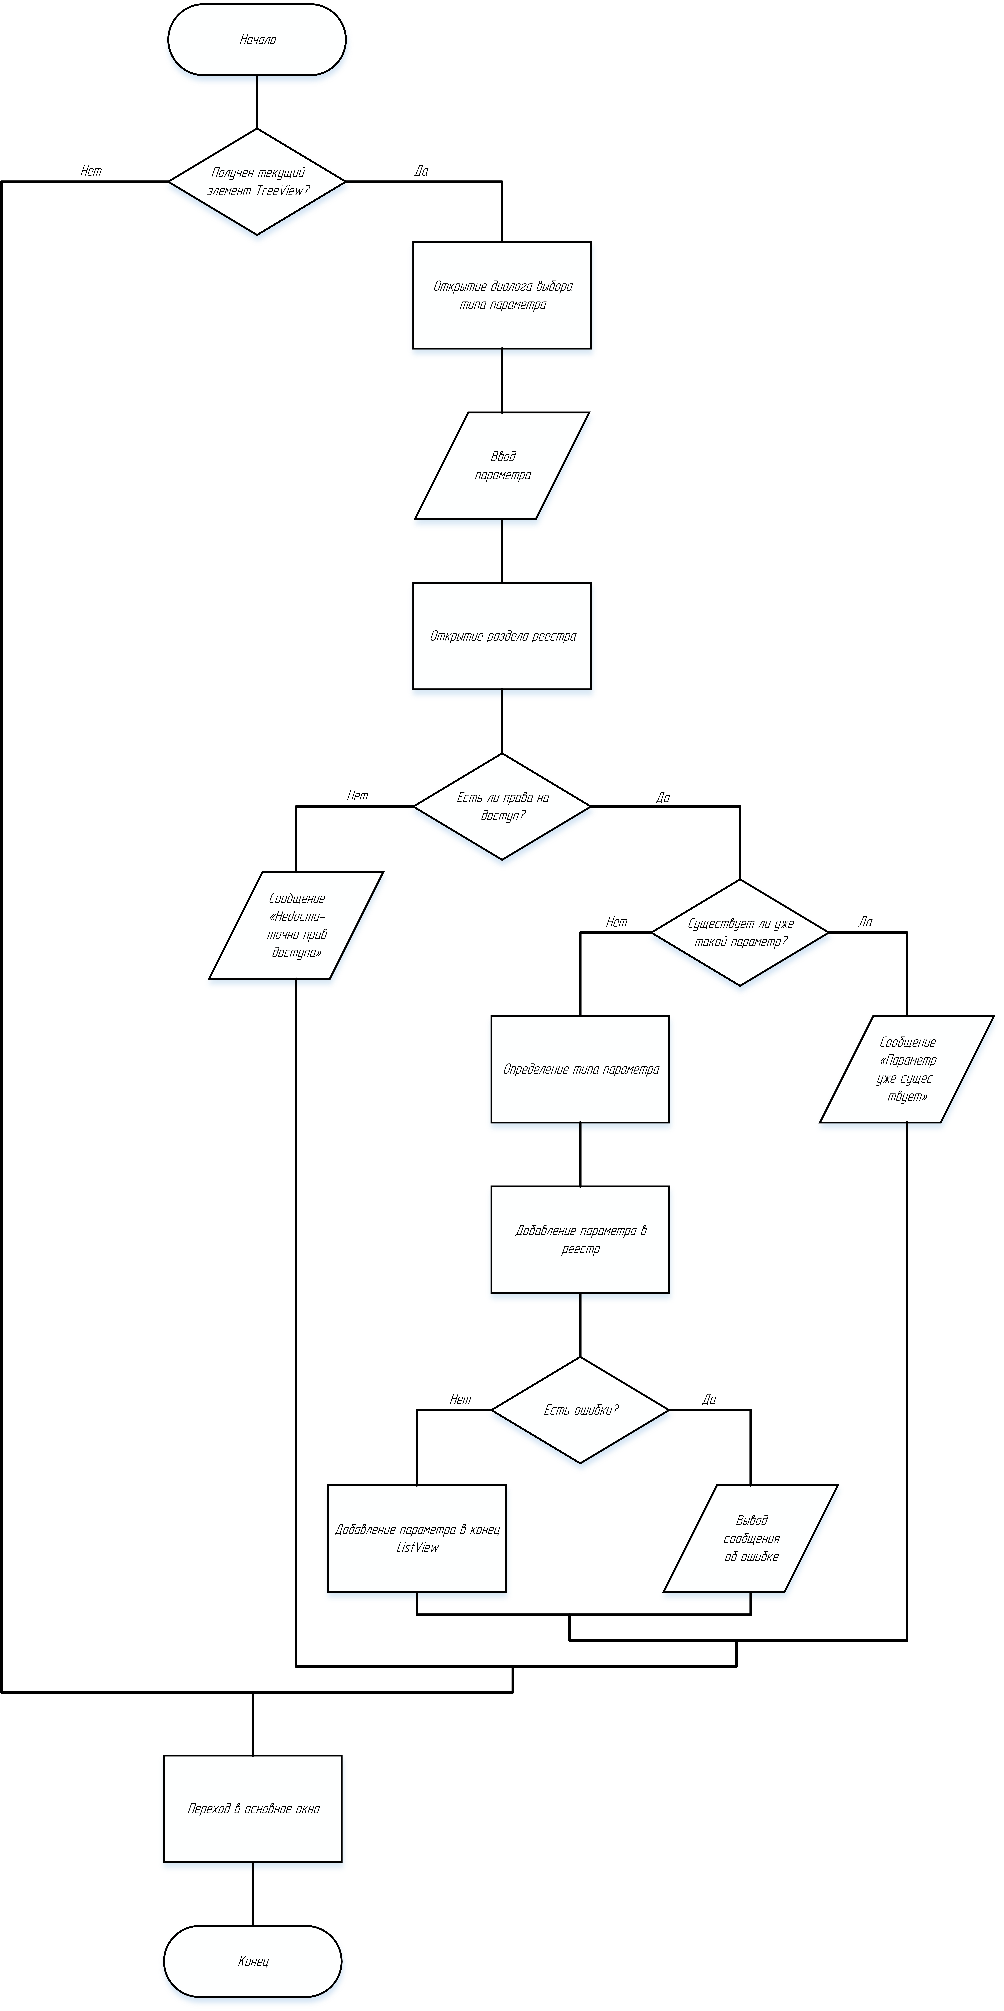 Начало
Получен текущий
элемент TreeView?
Нет
Да
Открытие диалога выбора
типа параметра
Ввод
параметра
Открытие раздела реестра
Есть ли права на
доступ?
Нет
Да
Сообщение
«Недоста-
точно прав
доступа»
Существует ли уже
такой параметр?
Нет
Да
Определение типа параметра
Сообщение
«Параметр
уже сущес
твует»
Добавление параметра в
реестр
Есть ошибки?
Нет
Да
Добавление параметра в конец
ListView
Вывод
сообщения
об ошибке
Переход в основное окно
Конец